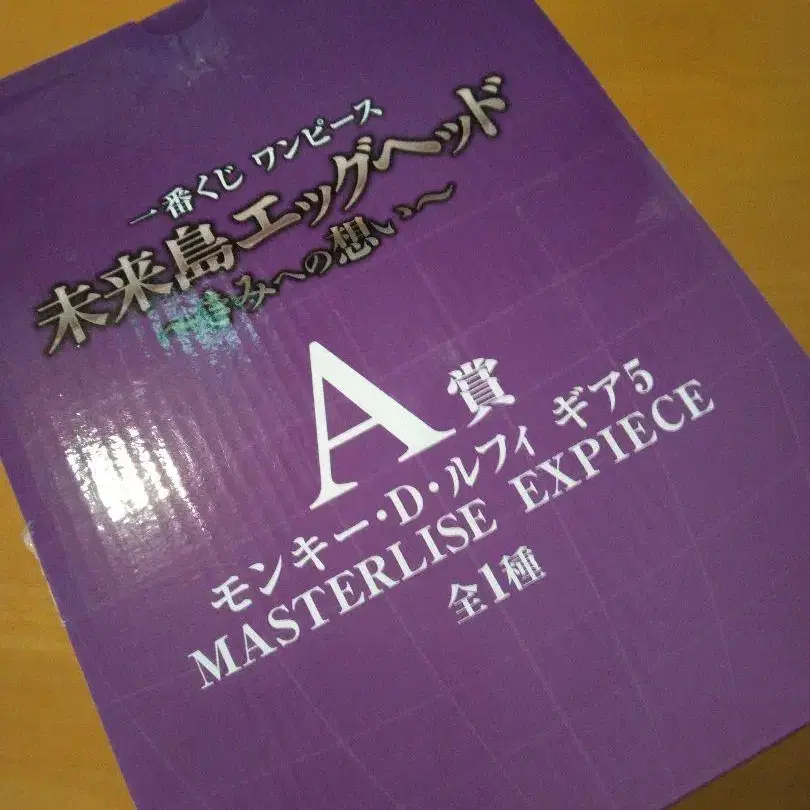 一番くじ ワンピース
未来島エッグヘッド
〜きみへの想い〜
A賞
モンキー・D・ルフィ ギア5
MASTERLISE EXPIECE
全1種